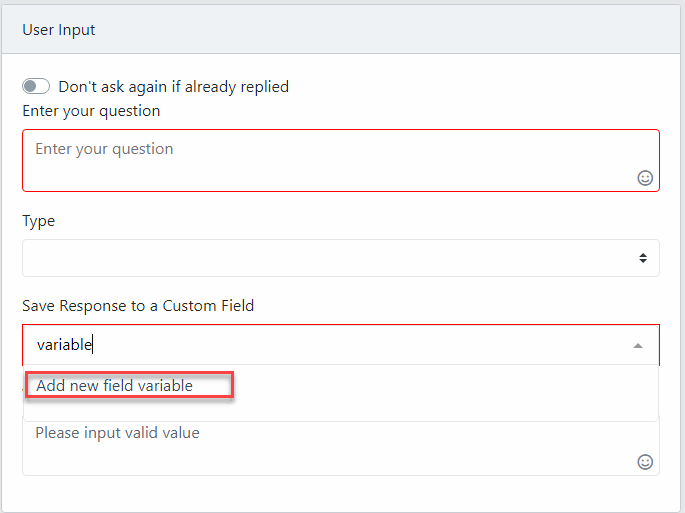 User Input
Don't ask again if already replied
Enter your question
Enter your question
Type
Save Response to a Custom Field
variable
Add new field variable
Please input valid value